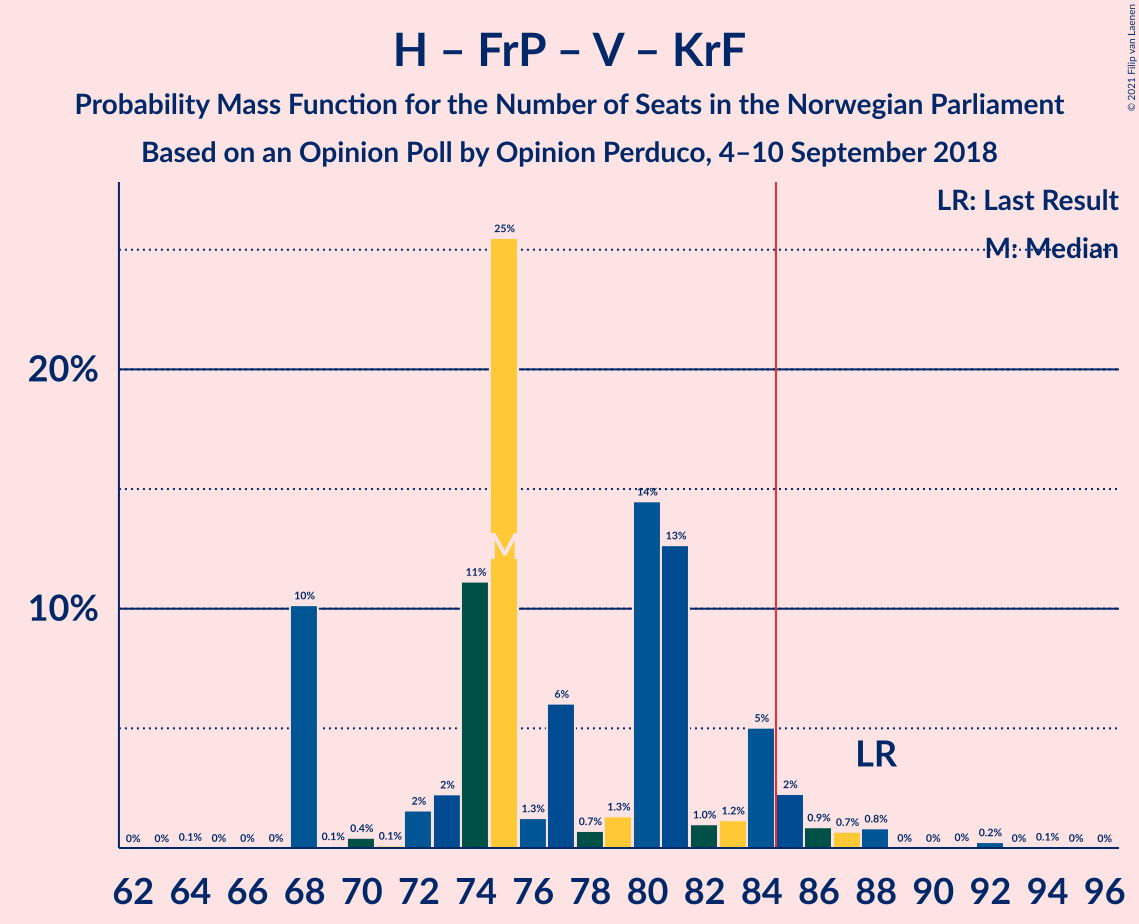 H – FrP – V – KrF
Probability Mass Function for the Number of Seats in the Norwegian Parliament
Based on an Opinion Poll by Opinion Perduco, 4–10 September 2018
© 2021 Filip van Laenen
LR: Last Result
M: Median
25%
20%
14%
13%
M
11%
10%
10%
6%
5%
LR
2%
2%
2%
1.3%
0.7%
1.3%
1.0%
1.2%
0.9%
0.7%
0.8%
0% 0% 0.1% 0% 0% 0% 0.1% 0.4% 0.1% 0% 0% 0% 0.2% 0% 0.1% 0% 0%
62 64 66 68 70 72 74 76 78 80 82 84 86 88 90 92 94 96